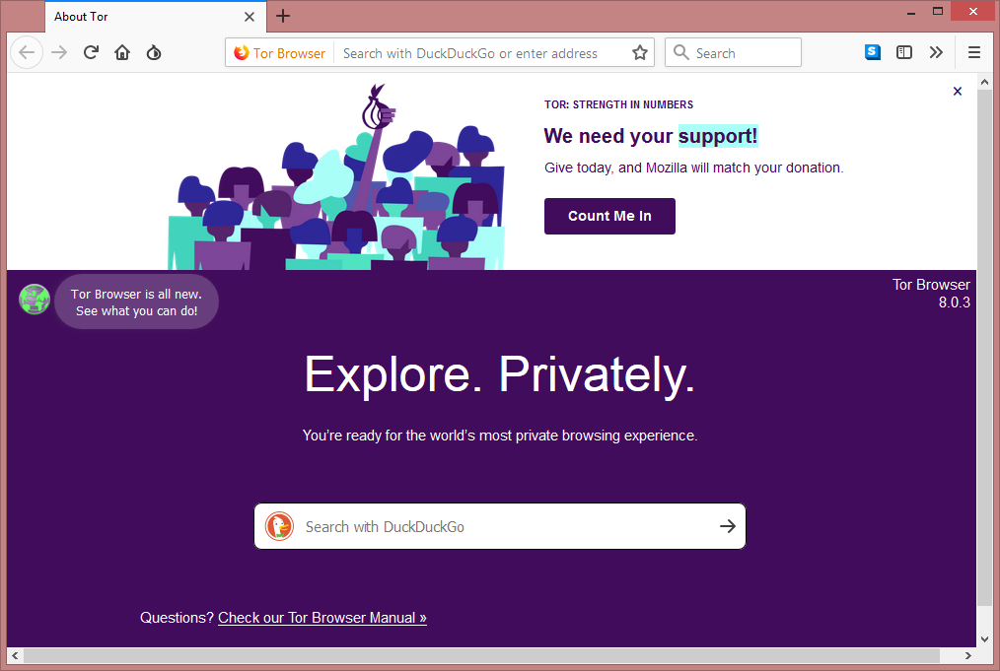 About Tor
Tor Browser
Search with DuckDuckGo or enter address
Search
S
TOR: STRENGTH IN NUMBERS
We need your support!
Give today, and Mozilla will match your donation.
Count Me In
Tor Browser is all new.
See what you can do!
Tor Browser
8.0.3
Explore. Privately.
You’re ready for the world’s most private browsing experience.
Search with DuckDuckGo
Questions? Check our Tor Browser Manual »